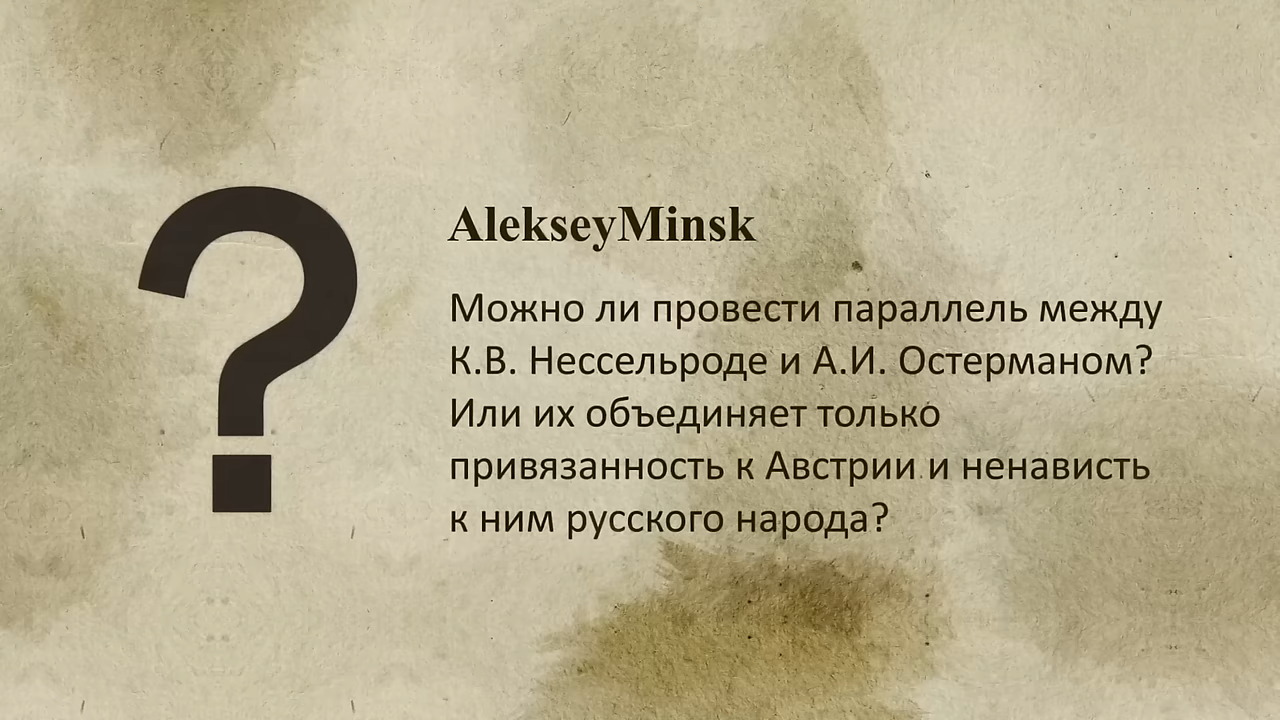 ?
AlekseyMinsk
Можно ли провести параллель между
К.В. Нессельроде и А.И. Остерманом?
Или их объединяет только
привязанность к Австрии и ненависть
к ним русского народа?